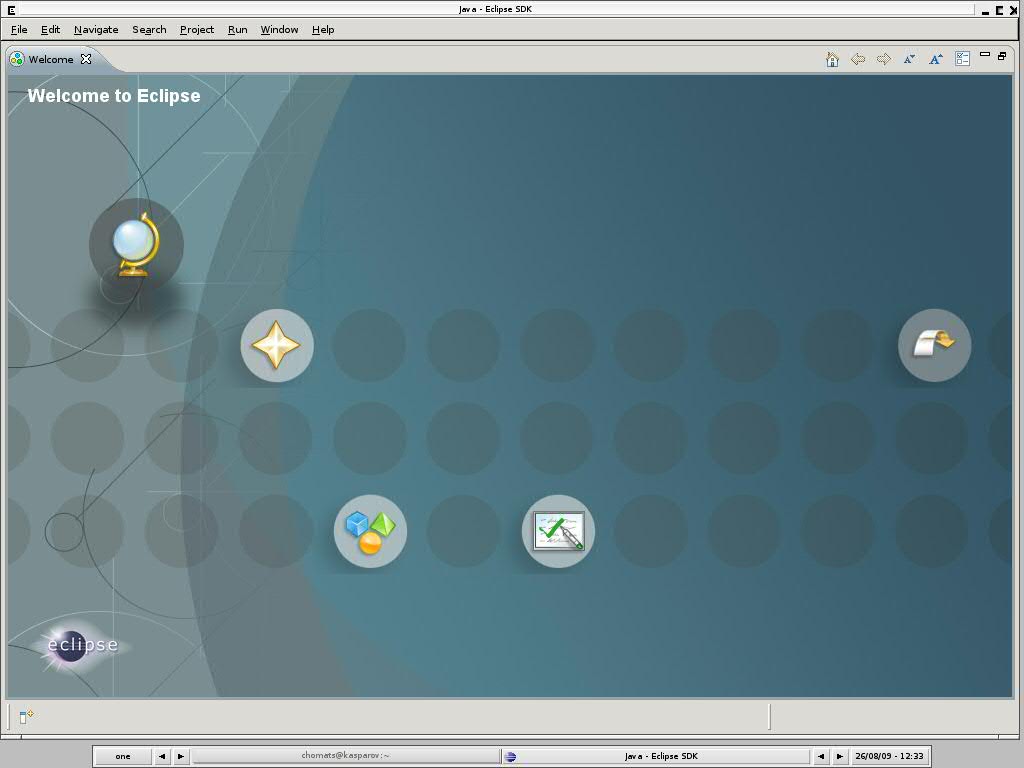 Java - Eclipse SDK
File Edit Navigate Search Project Run Window Help
Welcome
Welcome to Eclipse
eclipse
one chomats@kasparov:~ Java - Eclipse SDK 26/08/09 - 12:33